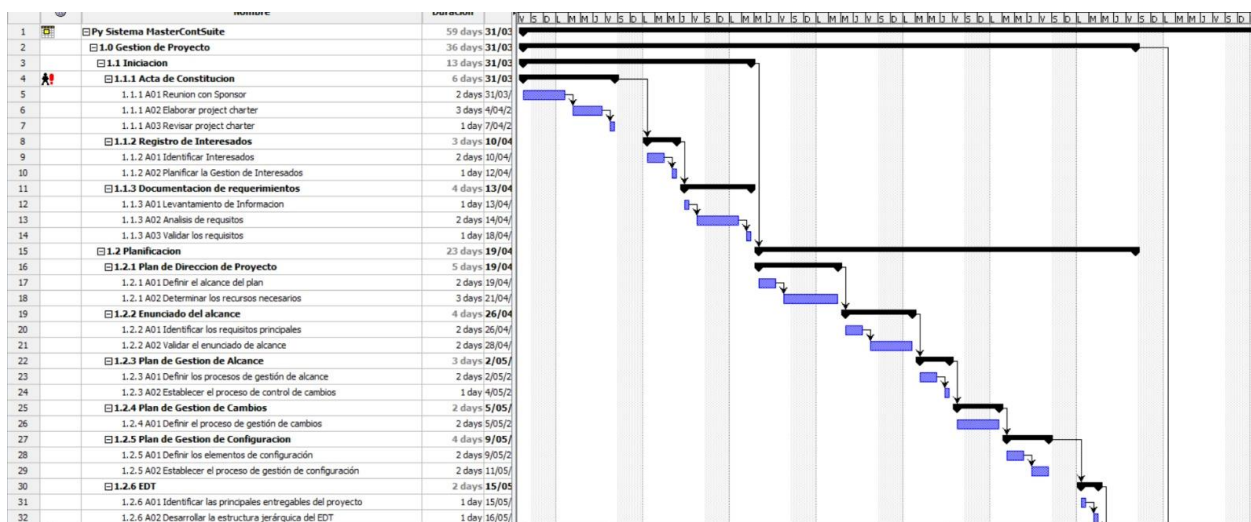 Nombre Duracion V S D L M M J V S D L M M J V S D L M M J V S D L M M J V S D L M M J V S D L M M J V S D L M M J V S D L M M J V S D L M M J V S D
1 Py Sistema MasterContSuite 59 days 31/03
2 1.0 Gestion de Proyecto 36 days 31/03
3 1.1 Iniciacion 13 days 31/03
4 1.1.1 Acta de Constitucion 6 days 31/03
5 1.1.1 A01 Reunion con Sponsor 2 days 31/03/
6 1.1.1 A02 Elaborar project charter 3 days 4/04/2
7 1.1.1 A03 Revisar project charter 1 day 7/04/2
8 1.1.2 Registro de Interesados 3 days 10/04
9 1.1.2 A01 Identificar Interesados 2 days 10/04/
10 1.1.2 A02 Planificar la Gestion de Interesados 1 day 12/04/
11 1.1.3 Documentacion de requerimientos 4 days 13/04
12 1.1.3 A01 Levantamiento de Informacion 1 day 13/04/
13 1.1.3 A02 Analisis de requsitos 2 days 14/04/
14 1.1.3 A03 Validar los requisitos 1 day 18/04/
15 1.2 Planificacion 23 days 19/04
16 1.2.1 Plan de Direccion de Proyecto 5 days 19/04
17 1.2.1 A01 Definir el alcance del plan 2 days 19/04/
18 1.2.1 A02 Determinar los recursos necesarios 3 days 21/04/
19 1.2.2 Enunciado del alcance 4 days 26/04
20 1.2.2 A01 Identificar los requisitos principales 2 days 26/04/
21 1.2.2 A02 Validar el enunciado de alcance 2 days 28/04/
22 1.2.3 Plan de Gestion de Alcance 3 days 2/05/
23 1.2.3 A01 Definir los procesos de gestión de alcance 2 days 2/05/2
24 1.2.3 A02 Establecer el proceso de control de cambios 1 day 4/05/2
25 1.2.4 Plan de Gestion de Cambios 2 days 5/05/
26 1.2.4 A01 Definir el proceso de gestión de cambios 2 days 5/05/2
27 1.2.5 Plan de Gestion de Configuracion 4 days 9/05/
28 1.2.5 A01 Definir los elementos de configuración 2 days 9/05/2
29 1.2.5 A02 Establecer el proceso de gestión de configuración 2 days 11/05/
30 1.2.6 EDT 2 days 15/05
31 1.2.6 A01 Identificar las principales entregables del proyecto 1 day 15/05/
32 1.2.6 A02 Desarrollar la estructura jerárquica del EDT 1 day 16/05/